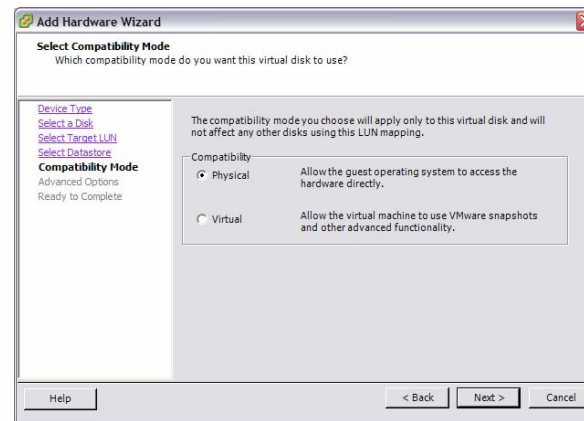 Add Hardware Wizard
Select Compatibility Mode
Which compatibility mode do you want this virtual disk to use?
Device Type
Select a Disk
Select Target LUN
Select Datastore
Compatibility Mode
Advanced Options
Ready to Complete
The compatibility mode you choose will apply only to this virtual disk and will
not affect any other disks using this LUN mapping.
Compatibility
Physical
Allow the guest operating system to access the
hardware directly.
Virtual
Allow the virtual machine to use VMware snapshots
and other advanced functionality.
Help
< Back
Next >
Cancel